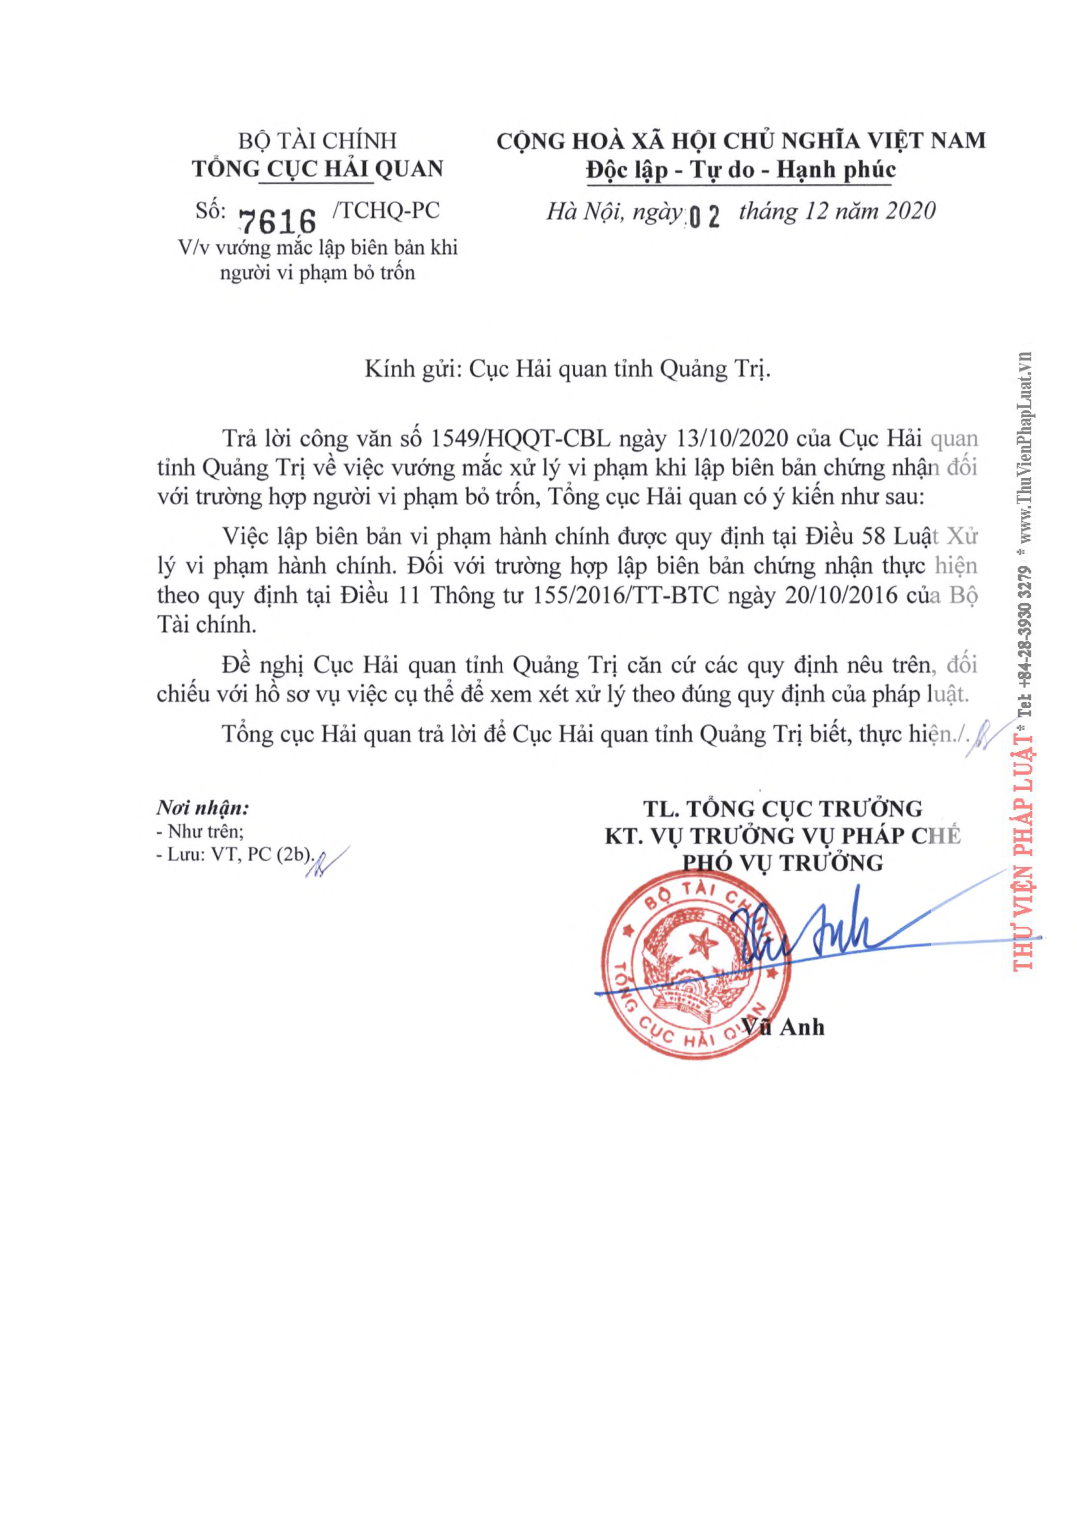 BỘ TÀI CHÍNH
TỔNG CỤC HẢI QUAN
Số: 7616 /TCHQ-PC
V/v vướng mắc lập biên bản khi
người vi phạm bỏ trốn
CỘNG HOÀ XÃ HỘI CHỦ NGHĨA VIỆT NAM
Độc lập - Tự do - Hạnh phúc
Hà Nội, ngày 02 tháng 12 năm 2020
Kính gửi: Cục Hải quan tỉnh Quảng Trị.
Trả lời công văn số 1549/HQQT-CBL ngày 13/10/2020 của Cục Hải quan
tỉnh Quảng Trị về việc vướng mắc xử lý vi phạm khi lập biên bản chứng nhận đối
với trường hợp người vi phạm bỏ trốn, Tổng cục Hải quan có ý kiến như sau:
Việc lập biên bản vi phạm hành chính được quy định tại Điều 58 Luật Xử
lý vi phạm hành chính. Đối với trường hợp lập biên bản chứng nhận thực hiện
theo quy định tại Điều 11 Thông tư 155/2016/TT-BTC ngày 20/10/2016 của Bộ
Tài chính.
Đề nghị Cục Hải quan tỉnh Quảng Trị căn cứ các quy định nêu trên, đối
chiếu với hồ sơ vụ việc cụ thể để xem xét xử lý theo đúng quy định của pháp luật.
Tổng cục Hải quan trả lời để Cục Hải quan tỉnh Quảng Trị biết, thực hiện./.
Nơi nhận:
- Như trên;
- Lưu: VT, PC (2b).
TL. TỔNG CỤC TRƯỞNG
KT. VỤ TRƯỞNG VỤ PHÁP CHẾ
PHÓ VỤ TRƯỞNG
BỘ TÀI CHÍNH
TỔNG CỤC HẢI QUAN
Vũ Anh
THƯ VIỆN PHÁP LUẬT * Tel: +84-28-3930 3279 * www.ThuVienPhapLuat.vn